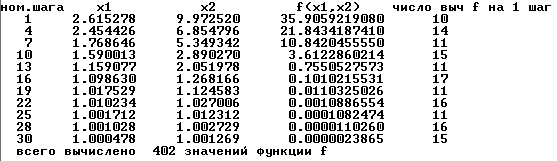 ном.шага x1 x2 f(x1,x2) число выч f на 1 шаг
1 2.615278 9.972520 35.9059219080 10
4 2.454426 6.854796 21.8434187410 14
7 1.768646 5.349342 10.8420455550 11
10 1.590013 2.890270 3.6122860214 15
13 1.159077 2.051978 0.7550527573 11
16 1.098630 1.268166 0.1010215531 17
19 1.017529 1.124583 0.0110325026 11
22 1.010234 1.027006 0.0010886554 16
25 1.001712 1.012312 0.0001082474 11
28 1.001028 1.002729 0.0000110260 16
30 1.000478 1.001269 0.0000023865 15
всего вычислено 402 значений функции f